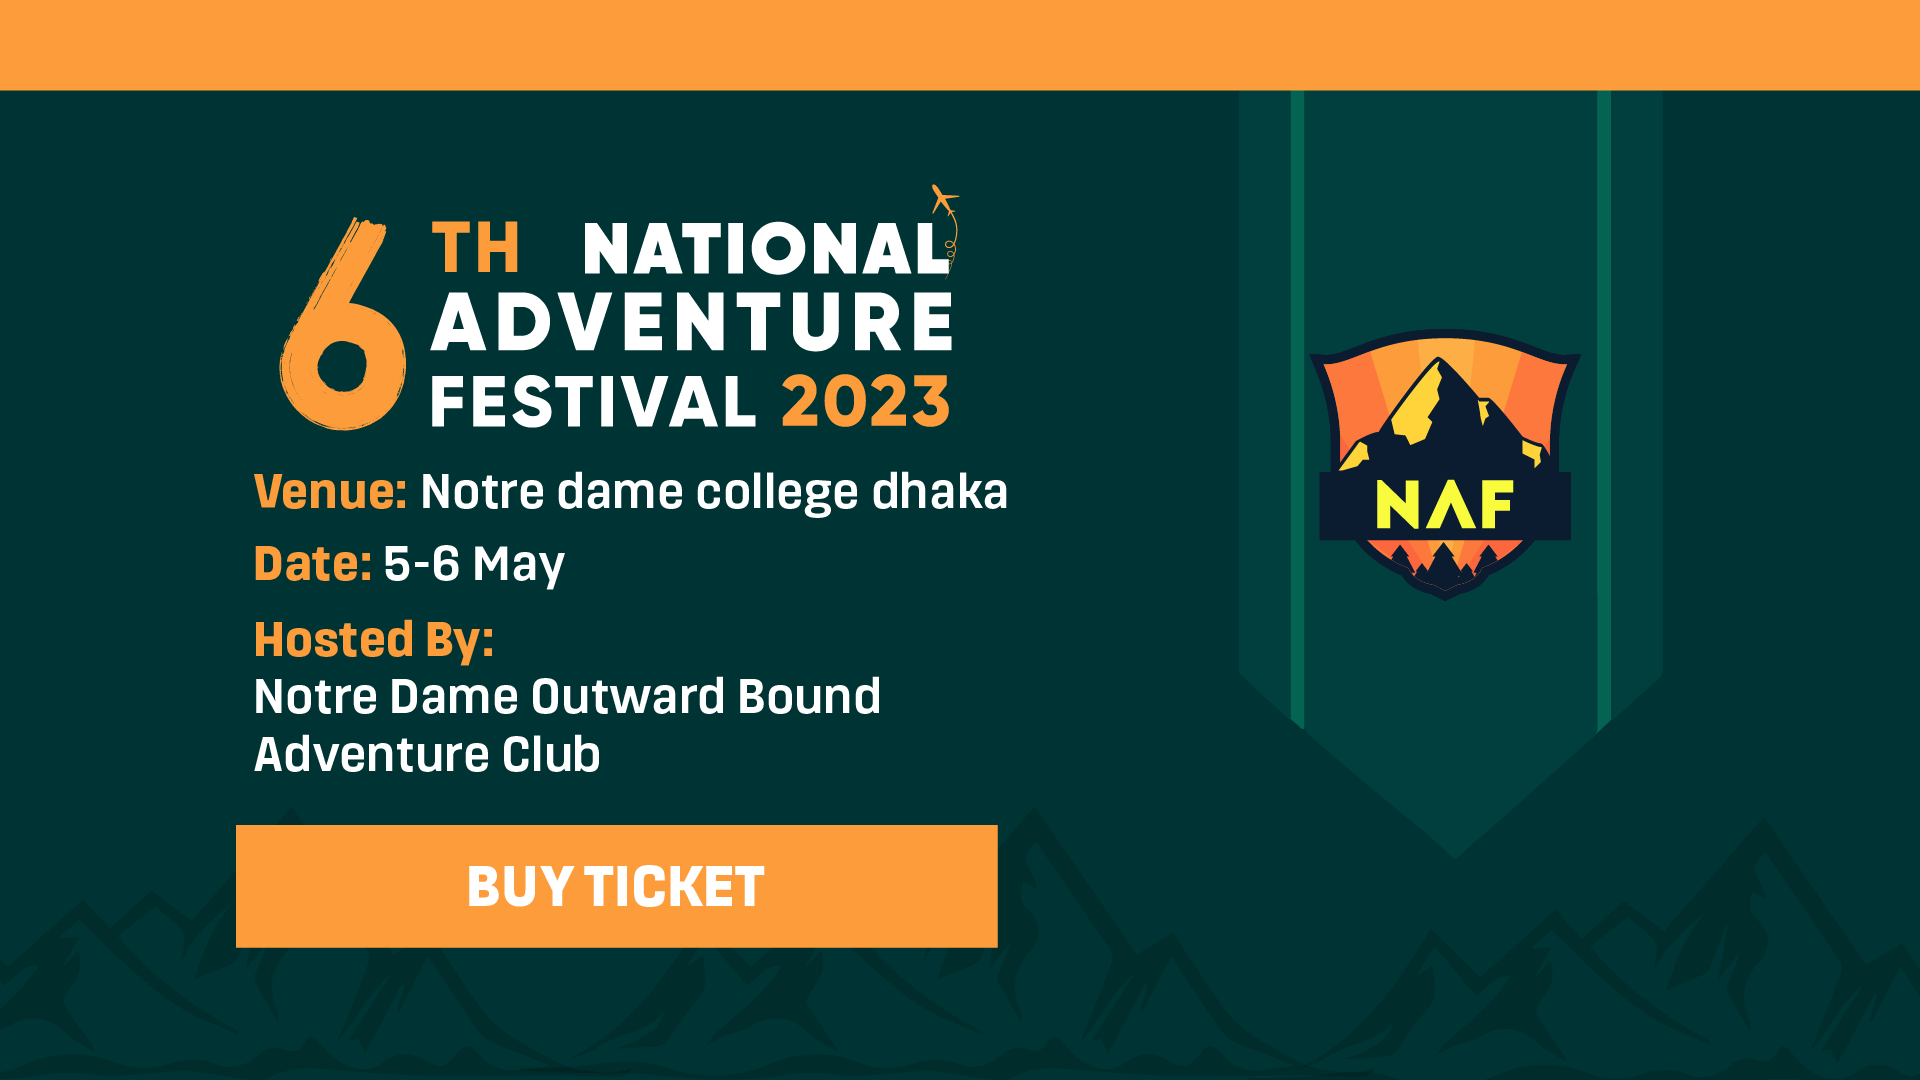 6TH NATIONAL
ADVENTURE
FESTIVAL 2023
Venue: Notre dame college dhaka
Date: 5-6 May
Hosted By:
Notre Dame Outward Bound
Adventure Club
BUY TICKET
NAF